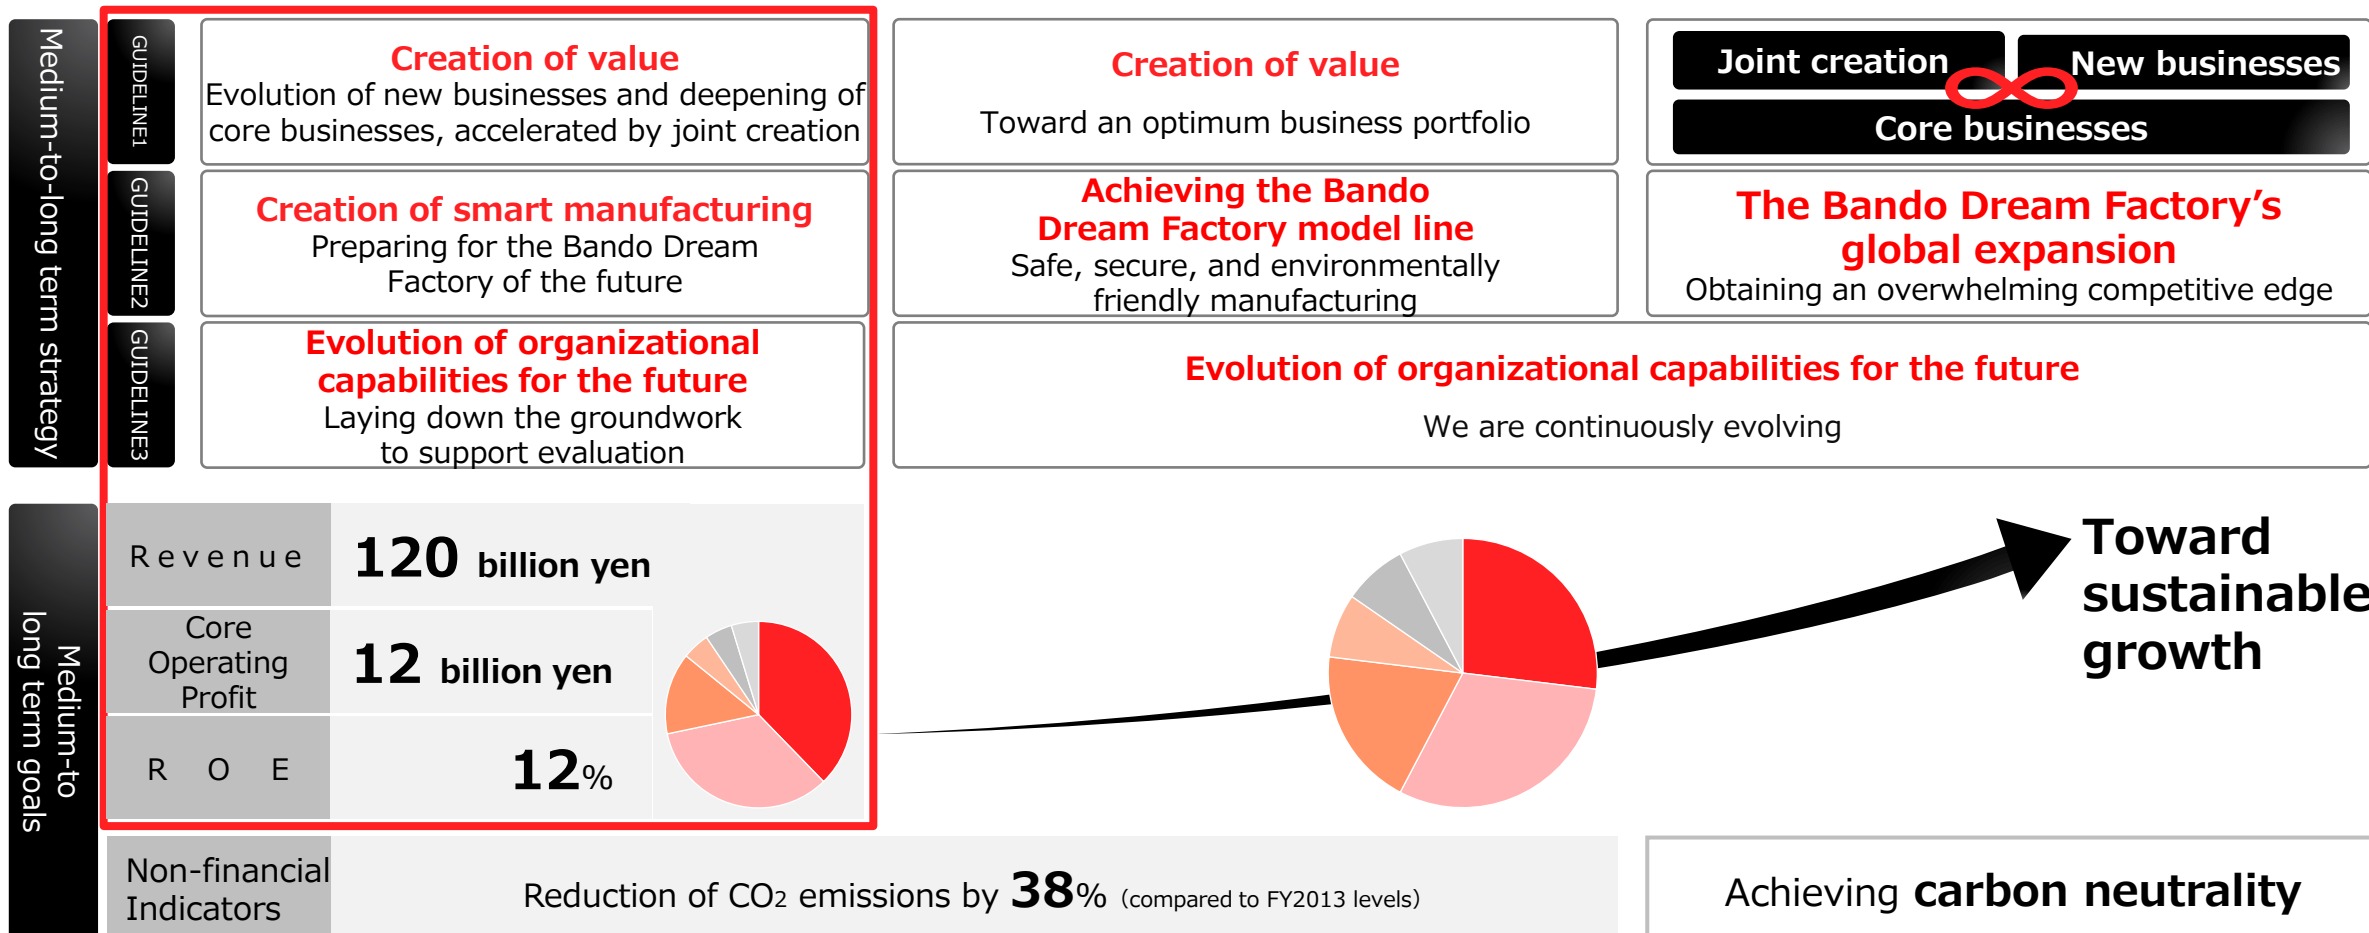 Medium-to-long term strategy
GUIDELINE1
Creation of value
Evolution of new businesses and deepening of
core businesses, accelerated by joint creation
Creation of value
Toward an optimum business portfolio
Joint creation
New businesses
Core businesses
GUIDELINE2
Creation of smart manufacturing
Preparing for the Bando Dream
Factory of the future
Achieving the Bando
Dream Factory model line
Safe, secure, and environmentally
friendly manufacturing
The Bando Dream Factory’s
global expansion
Obtaining an overwhelming competitive edge
GUIDELINE3
Evolution of organizational
capabilities for the future
Laying down the groundwork
to support evaluation
Evolution of organizational capabilities for the future
We are continuously evolving
Medium-to
long term goals
Revenue
120 billion yen
Core
Operating
Profit
12 billion yen
ROE
12%
Toward
sustainable
growth
Non-financial
Indicators
Reduction of CO2 emissions by 38% (compared to FY2013 levels)
Achieving carbon neutrality